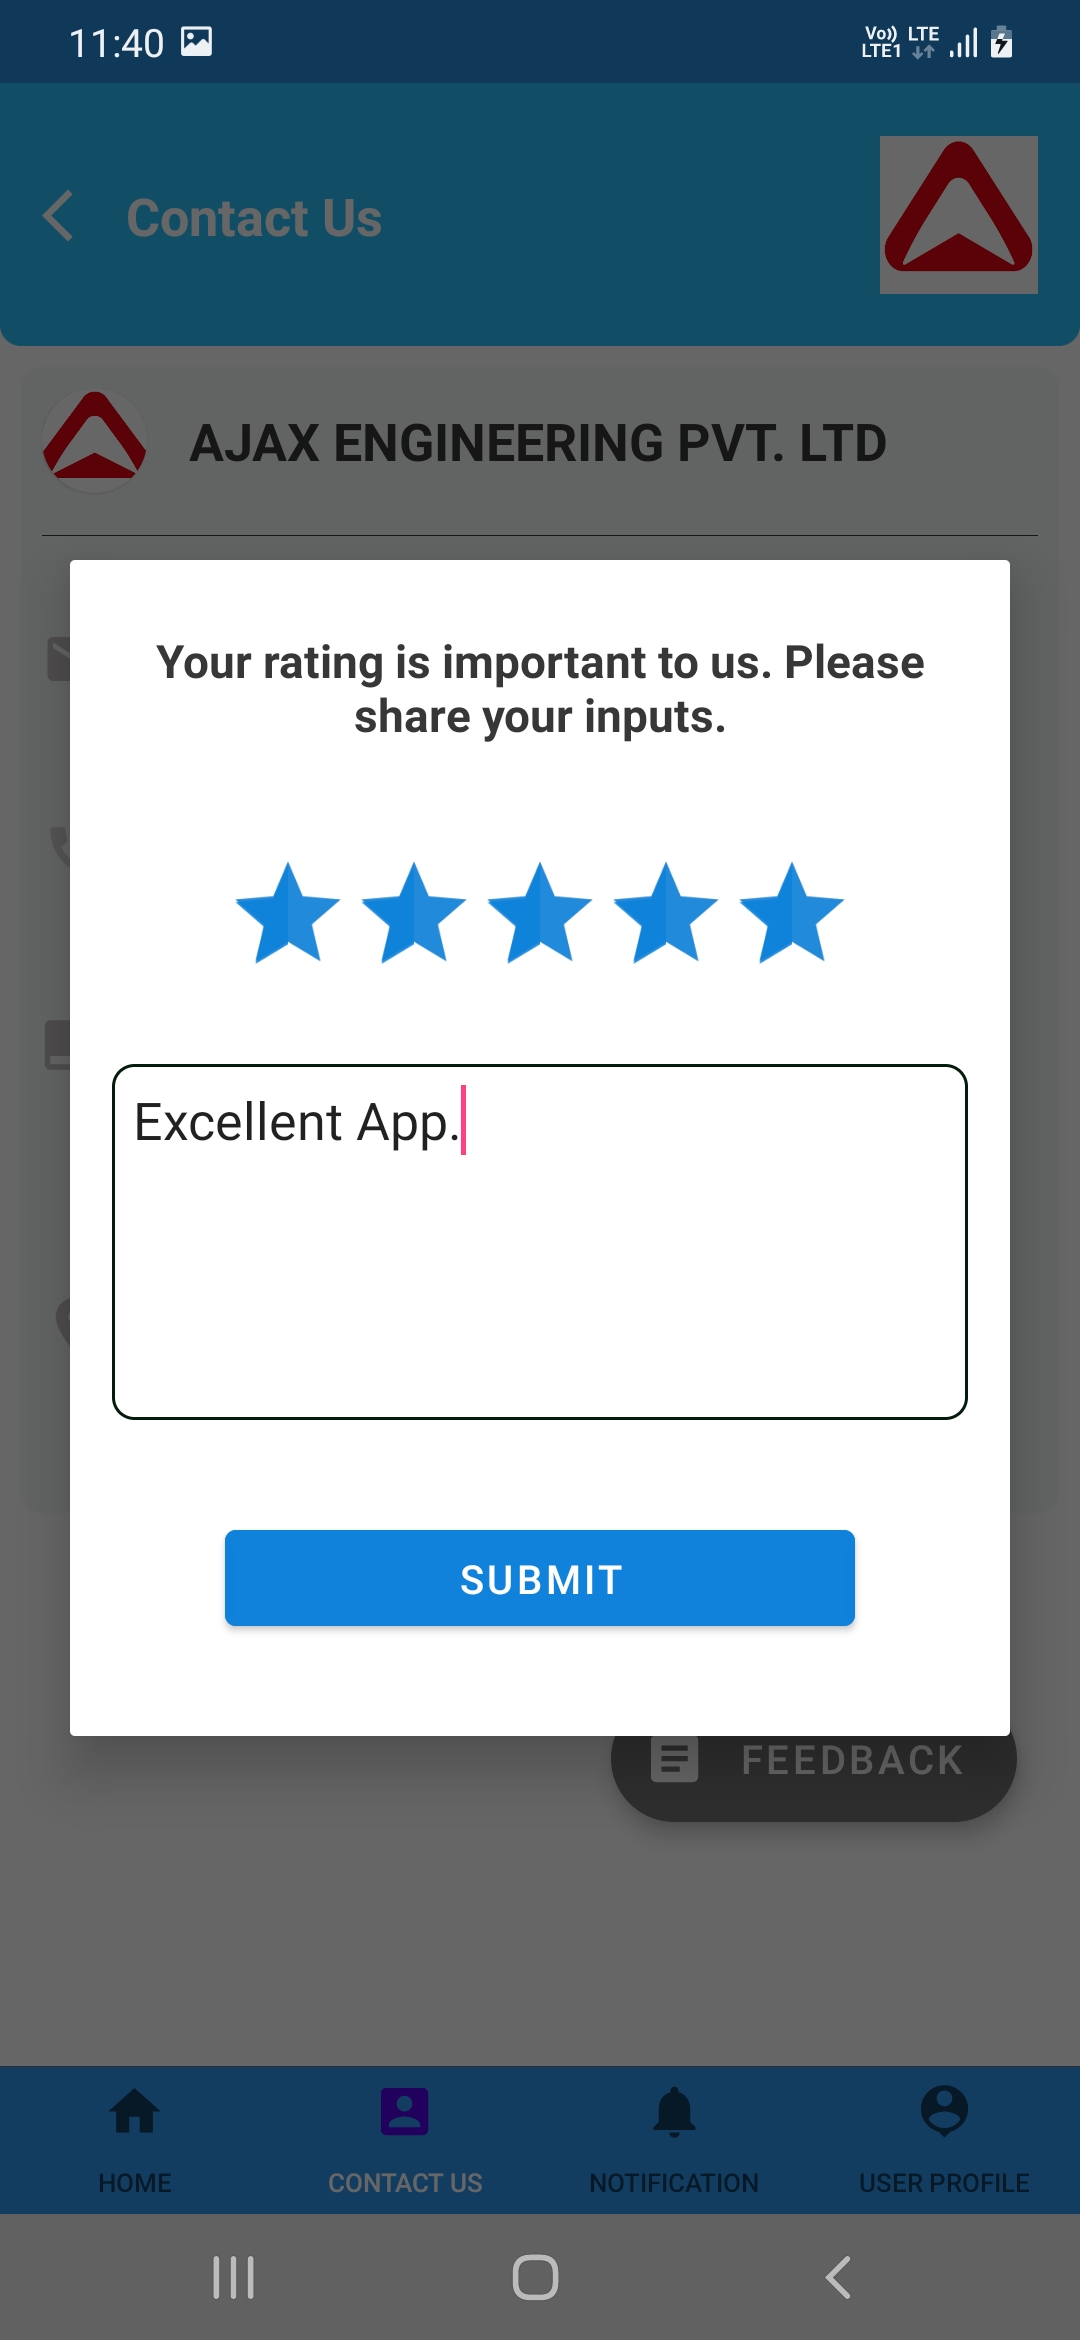 11:40
Vo)) LTE
LTE1
Contact Us
AJAX ENGINEERING PVT. LTD
Your rating is important to us. Please
share your inputs.
Excellent App.
SUBMIT
FEEDBACK
HOME
CONTACT US
NOTIFICATION
USER PROFILE